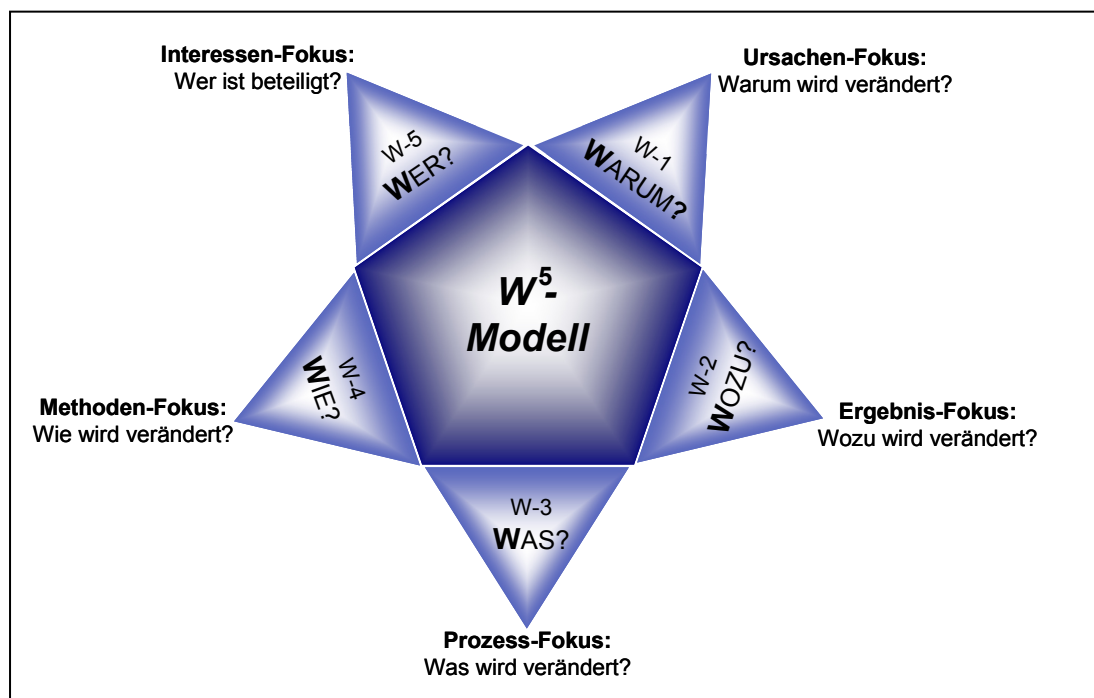 Interessen-Fokus:
Wer ist beteiligt?
Ursachen-Fokus:
Warum wird verändert?
W-5
WER?
W-1
WARUM?
W⁵-
Modell
W-4
WIE?
W-2
WOZU?
Methoden-Fokus:
Wie wird verändert?
Ergebnis-Fokus:
Wozu wird verändert?
W-3
WAS?
Prozess-Fokus:
Was wird verändert?